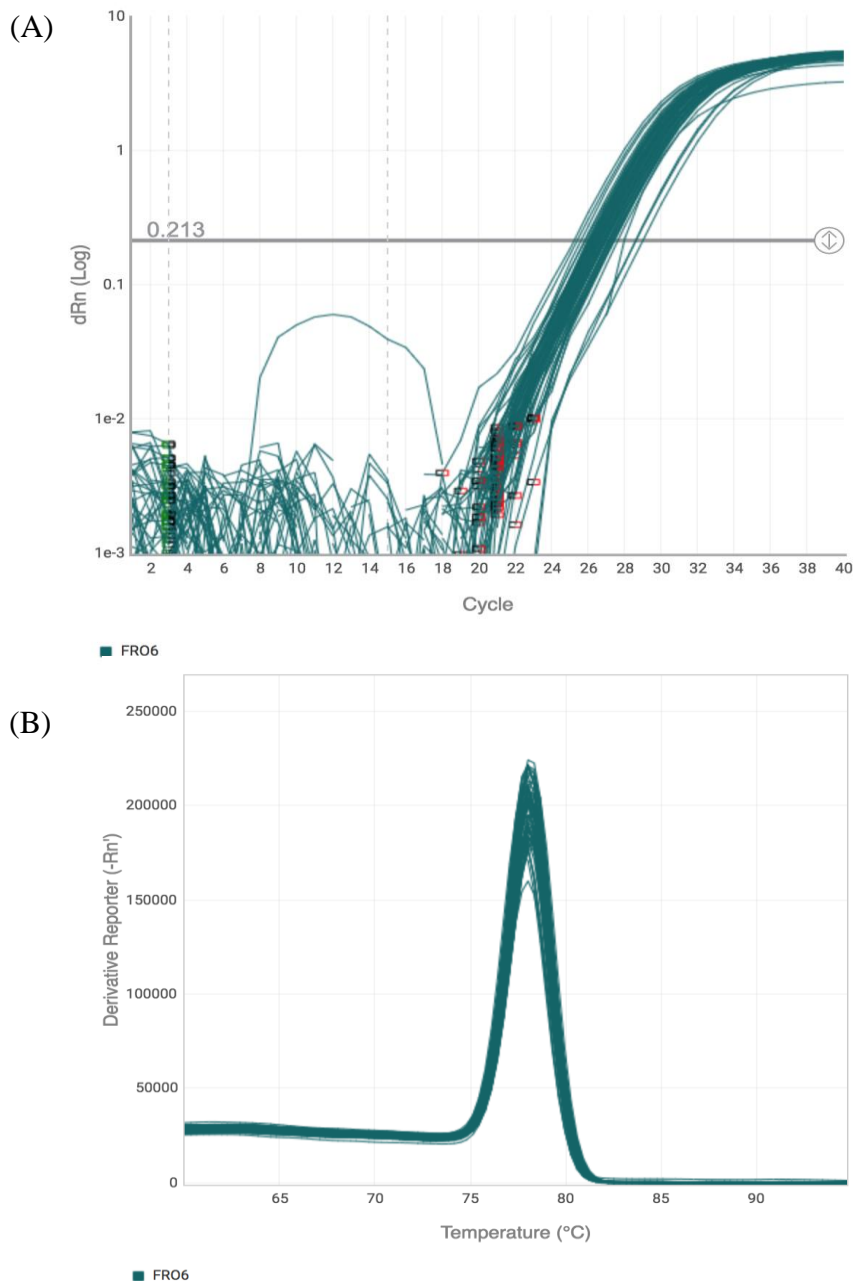 (A)
10
1
0.213
0.1
1e-2
1e-3
dRn (Log)
2 4 6 8 10 12 14 16 18 20 22 24 26 28 30 32 34 36 38 40
Cycle
FRO6
(B)
250000
200000
150000
100000
50000
0
Derivative Reporter (-Rn')
65 70 75 80 85 90
Temperature (°C)
FRO6